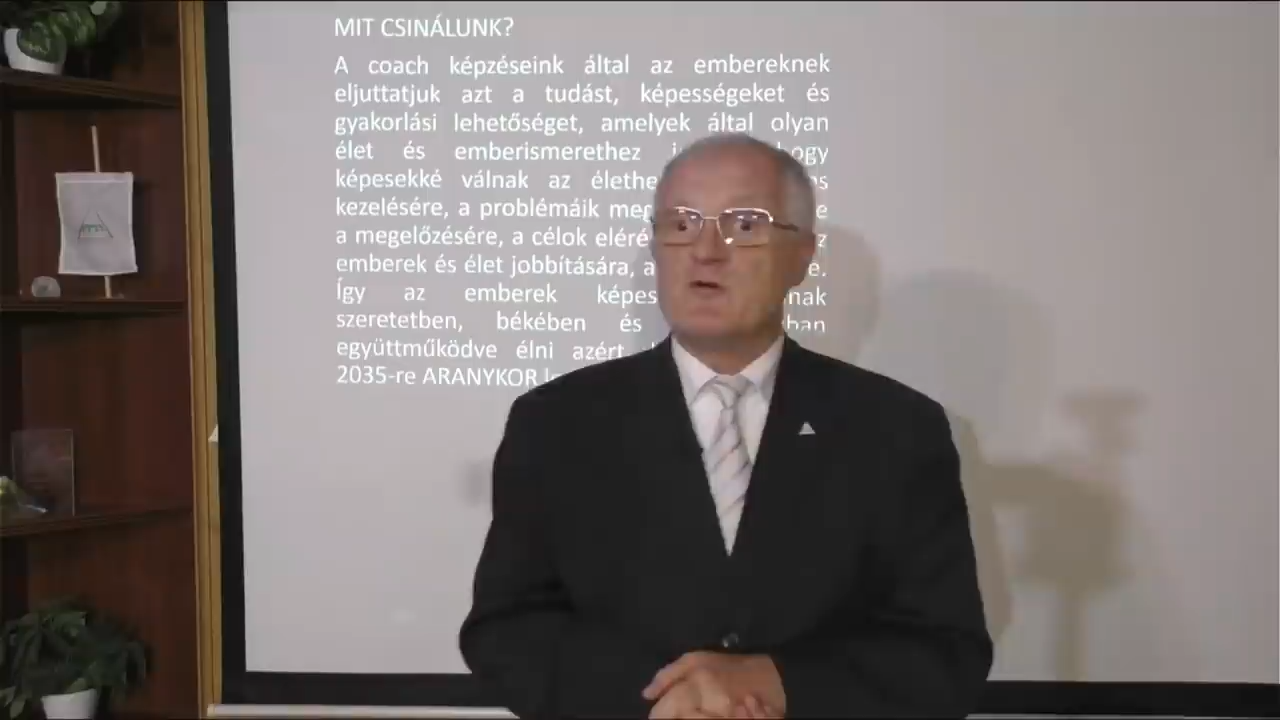 MIT CSINÁLUNK?
A coach képzéseink által az embereknek
eljuttatjuk azt a tudást, képességeket és
gyakorlási lehetőséget, amelyek által olyan
élet és emberismerethez
képesekké válnak az
kezelésére, a problémáik
a megelőzésére, a célok
emberek és élet jobbítására,
Így az emberek
szeretetben, békében és
együttműködve élni azért
2035-re ARANYKOR